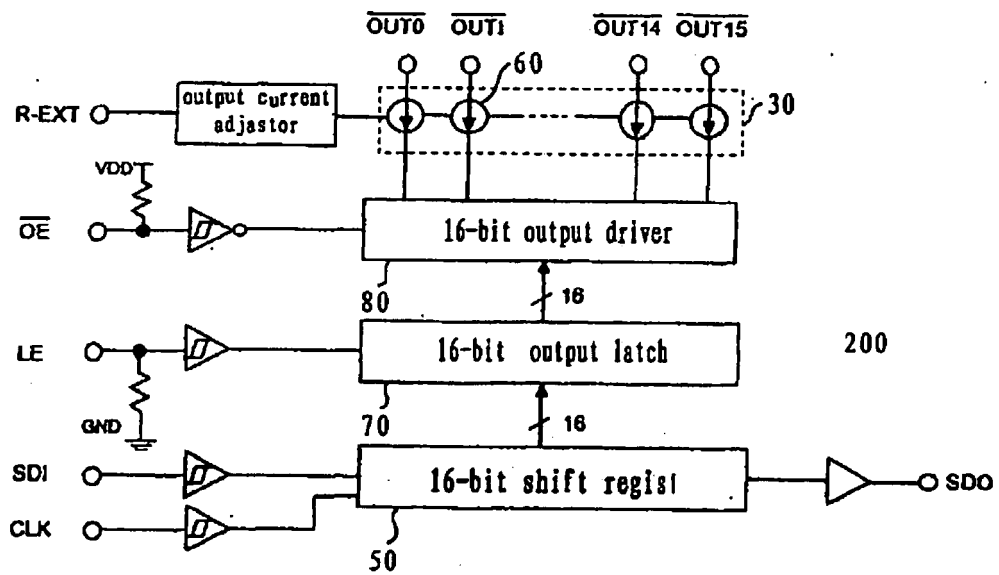 OUT0 OUT1 OUT14 OUT15
60
30
R-EXT
output current
adjastor
VDD
OE
16-bit output driver
80
16
LE
16-bit output latch
200
70
16
GND
SDI
16-bit shift regist
SDO
CLK
50